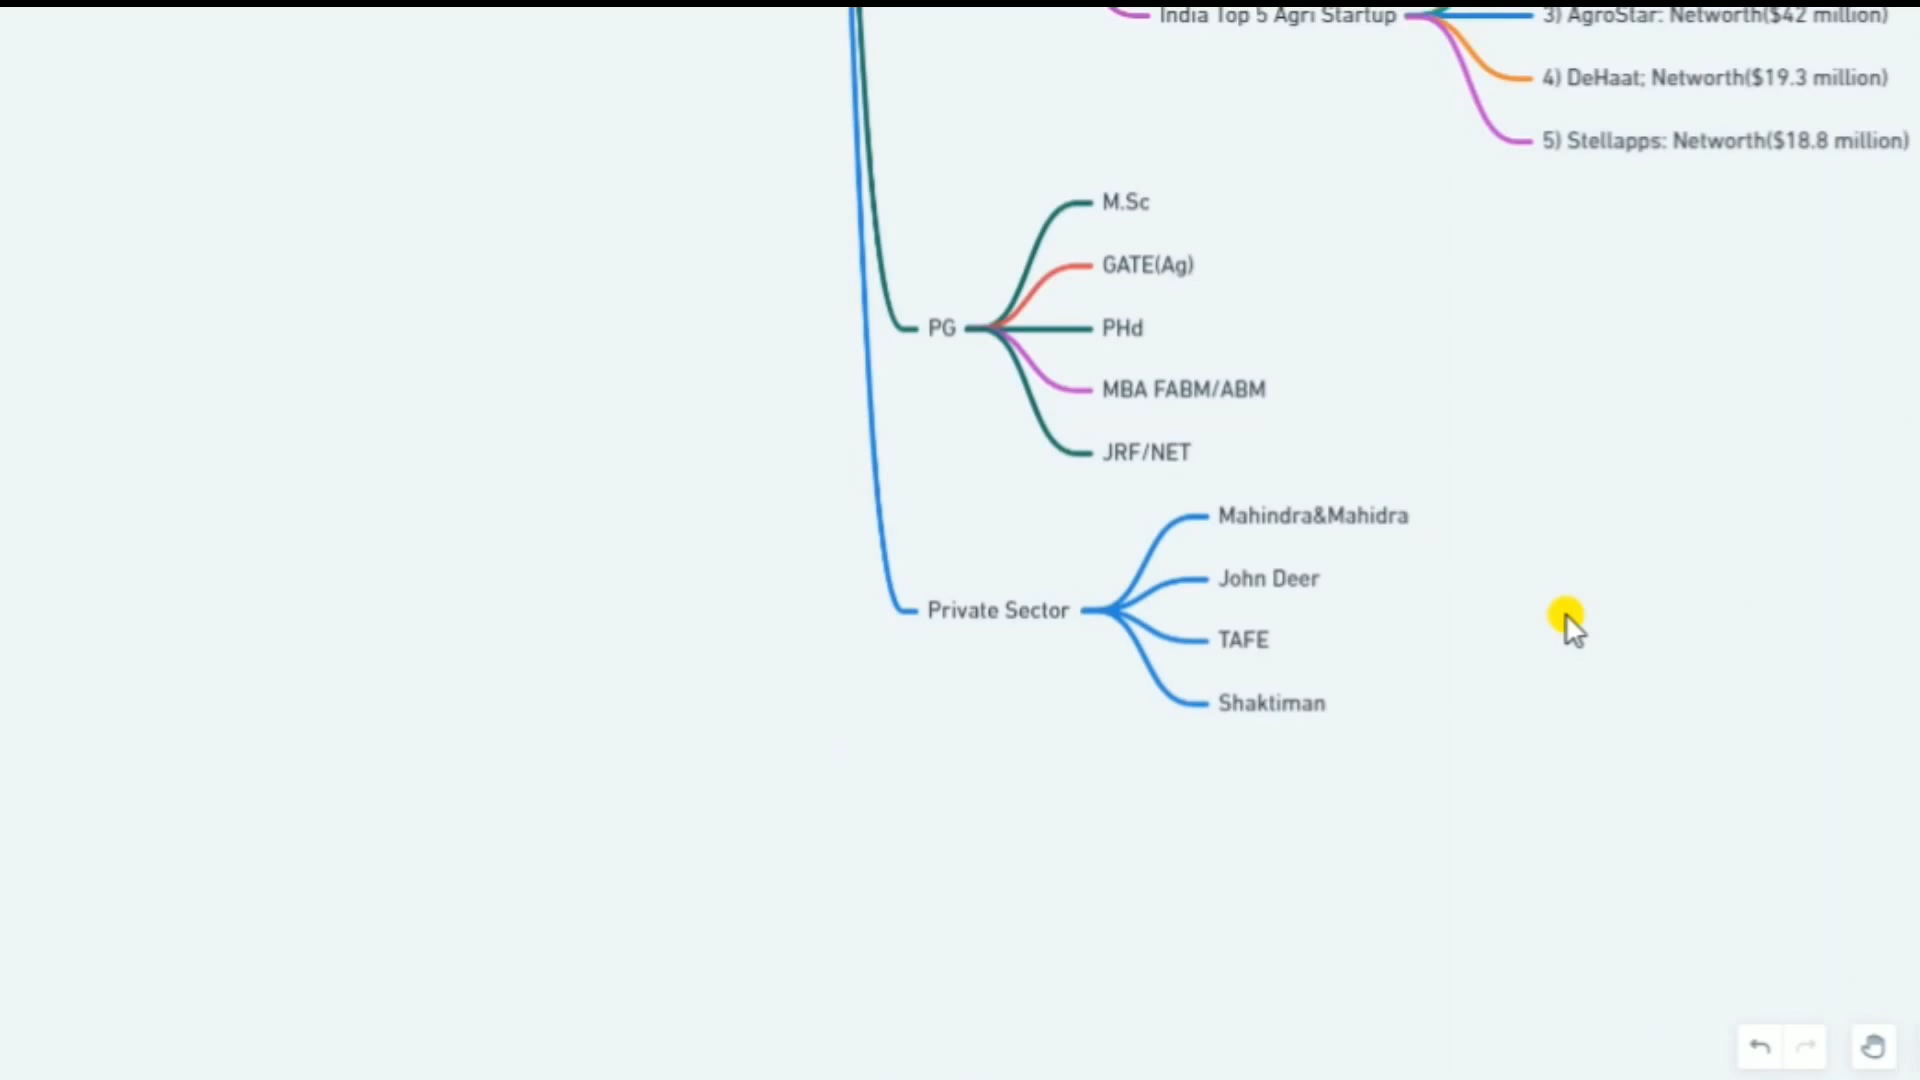 India Top 5 Agri Startup
3) AgroStar: Networth($42 million)
4) DeHaat; Networth($19.3 million)
5) Stellapps: Networth($18.8 million)
PG
M.Sc
GATE(Ag)
PHd
MBA FABM/ABM
JRF/NET
Private Sector
Mahindra&Mahidra
John Deer
TAFE
Shaktiman